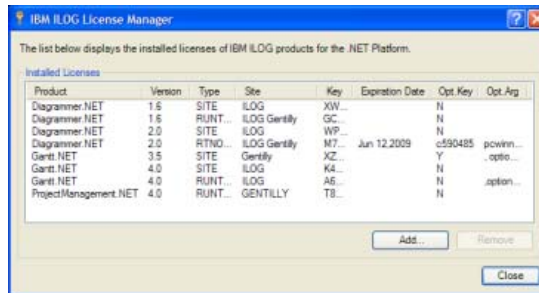 IBM ILOG License Manager
The list below displays the installed licenses of IBM ILOG products for the .NET Platform.
Installed Licenses
Product Version Type Site Key Expiration Date Opt.Key Opt.Arg
Diagrammer.NET 1.6 SITE ILOG XW... N
Diagrammer.NET 1.6 RUNT... ILOG Gentilly GC... N
Diagrammer.NET 2.0 SITE ILOG WP... N
Diagrammer.NET 2.0 RTNO... ILOG Gentilly M7... Jun 12,2009 c590485 pcwinn...
Gantt.NET 3.5 SITE Gentilly XZ... Y , optio...
Gantt.NET 4.0 SITE ILOG K4... N
Gantt.NET 4.0 RUNT... ILOG A6... N .option...
ProjectManagement.NET 4.0 RUNT... GENTILLY T8... N
Add... Remove
Close